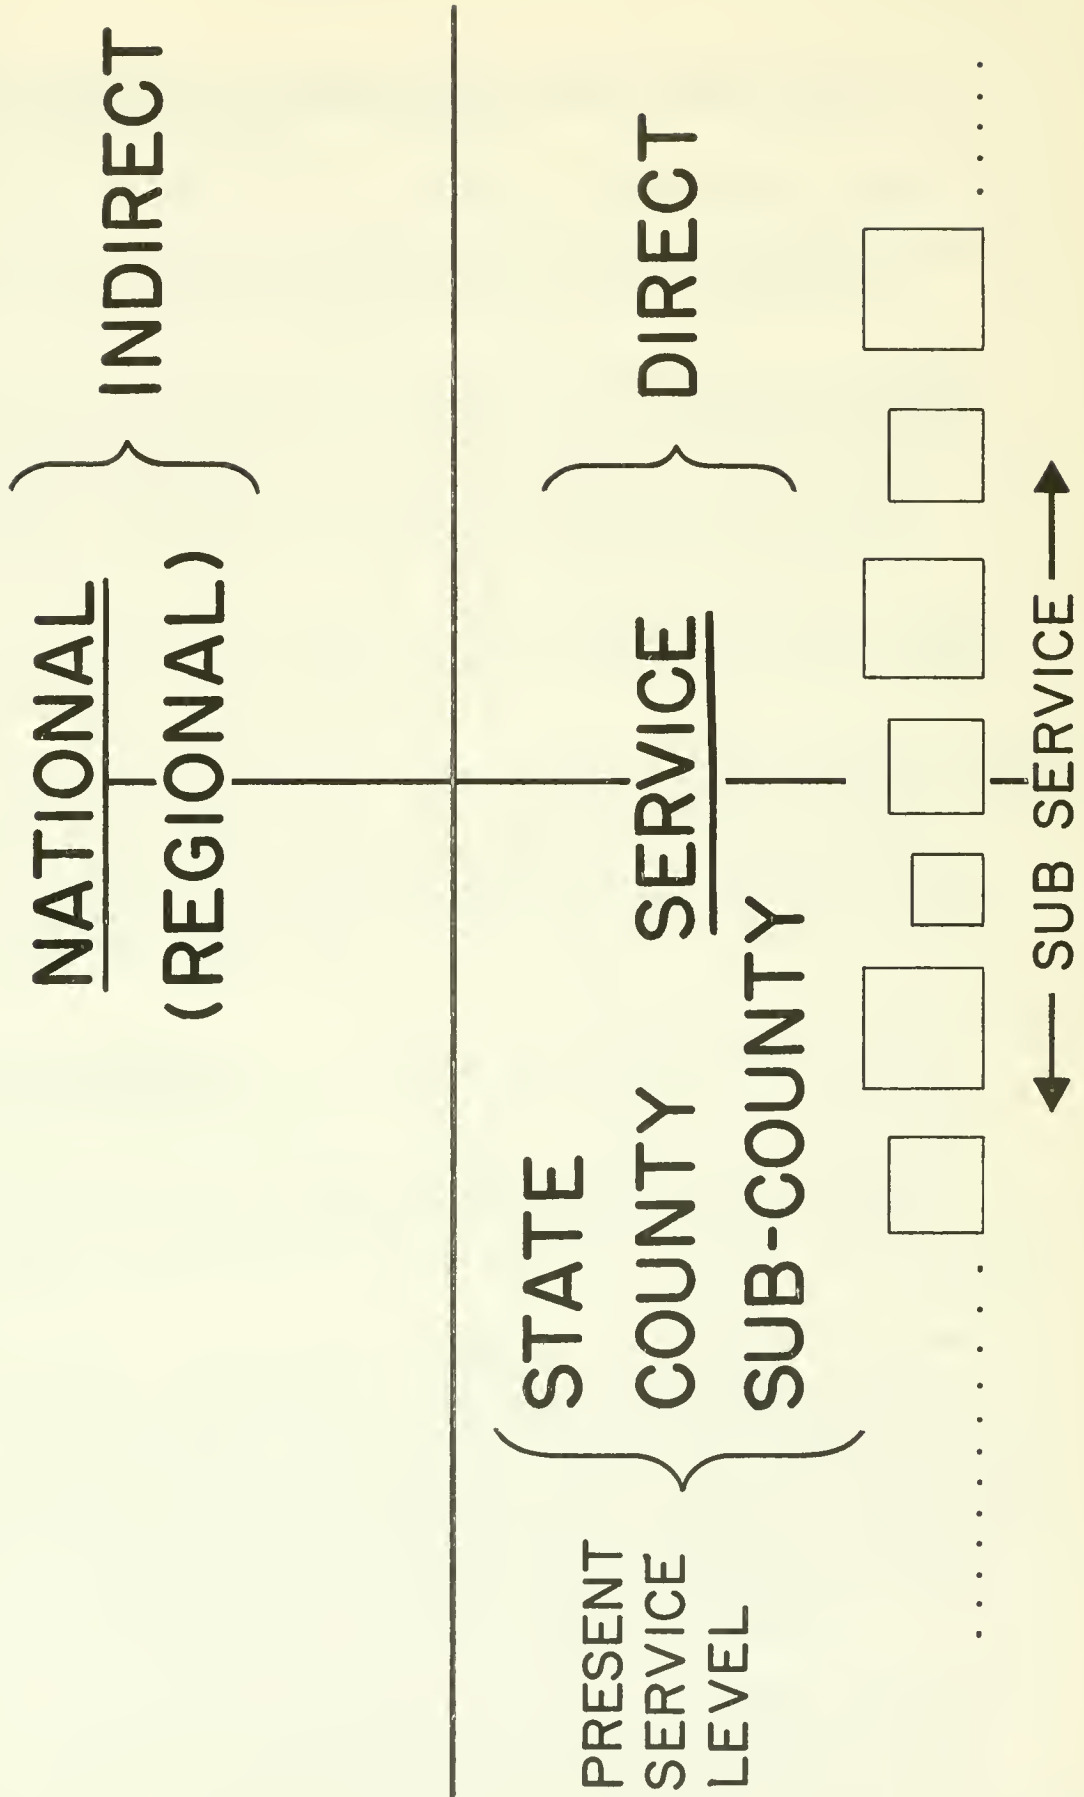 NATIONAL
(REGIONAL)
INDIRECT
PRESENT
SERVICE
LEVEL
STATE
COUNTY
SUB-COUNTY
SERVICE
DIRECT
SUB SERVICE